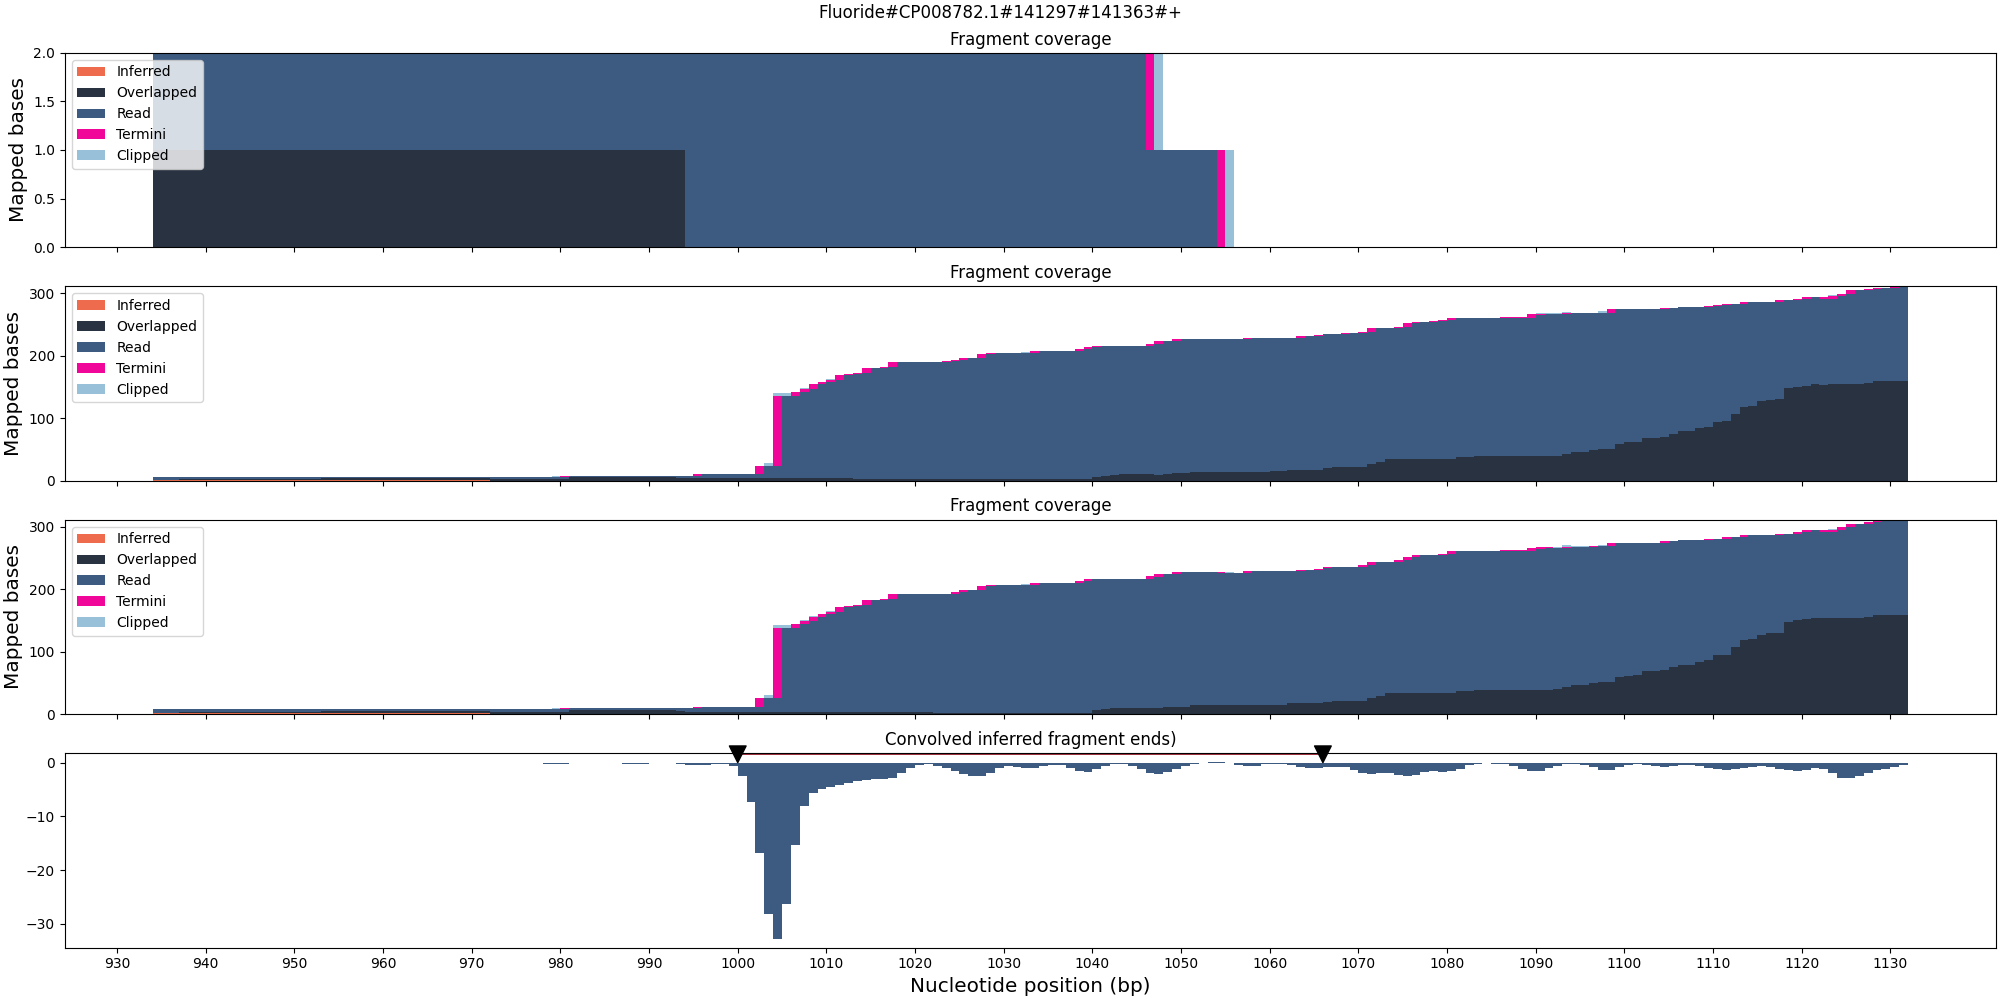 Fluoride#CP008782.1#141297#141363#+
Fragment coverage
Mapped bases
2.0
1.5
1.0
0.5
0.0
Inferred
Overlapped
Read
Termini
Clipped
Fragment coverage
Mapped bases
300
200
100
0
Inferred
Overlapped
Read
Termini
Clipped
Fragment coverage
Mapped bases
300
200
100
0
Inferred
Overlapped
Read
Termini
Clipped
Convolved inferred fragment ends)
0
−10
−20
−30
930 940 950 960 970 980 990 1000 1010 1020 1030 1040 1050 1060 1070 1080 1090 1100 1110 1120 1130
Nucleotide position (bp)